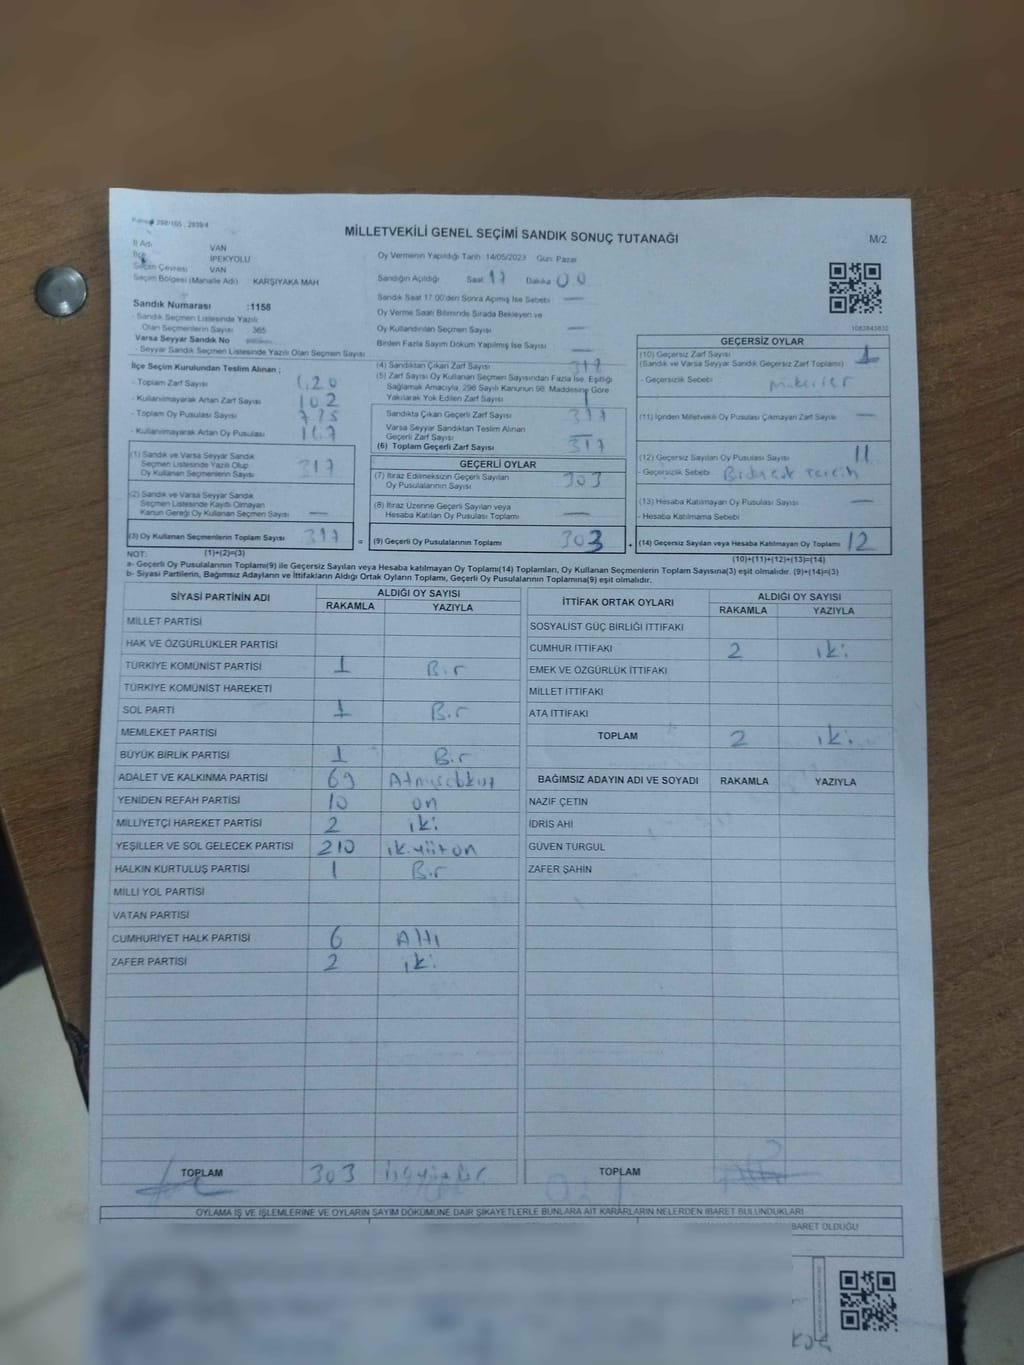 MİLLETVEKİLİ GENEL SEÇİMİ SANDIK SONUÇ TUTANAĞI
M/2
İl Adı VAN
İlçe İPEKYOLU
Seçim Çevresi VAN
Seçim Bölgesi (Mahalle Adı) KARŞIYAKA MAH
Sandık Numarası :1158
- Sandık Seçmen Listesinde Yazılı
Olan Seçmenlerin Sayısı 365
Varsa Seyyar Sandık No
- Seyyar Sandık Seçmen Listesinde Yazılı Olan Seçmen Sayısı
Oy Vermenin Yapıldığı Tarih 14/05/2023 Gün Pazar
Sandığın Açıldığı Saat 17 Dakika 00
Sandık Saat 17.00'den Sonra Açılmış İse Sebebi —
Oy Verme Saati Bitiminde Sırada Bekleyen ve
Oy Kullandırılan Seçmen Sayısı —
Birden Fazla Sayım Döküm Yapılmış İse Sayısı —
1083843832
İlçe Seçim Kurulundan Teslim Alınan ;
- Toplam Zarf Sayısı
- Kullanılmayarak Artan Zarf Sayısı 102
- Toplam Oy Pusulası Sayısı
- Kullanılmayarak Artan Oy Pusulası
(1) Sandık ve Varsa Seyyar Sandık
Seçmen Listesinde Yazılı Olup
Oy Kullanan Seçmenlerin Sayısı 317
(2) Sandık ve Varsa Seyyar Sandık
Seçmen Listesinde Kayıtlı Olmayan
Kanun Gereği Oy Kullanan Seçmen Sayısı —
(3) Oy Kullanan Seçmenlerin Toplam Sayısı 317
(1)+(2)=(3)
(4) Sandıktan Çıkan Zarf Sayısı
(5) Zarf Sayısı Oy Kullanan Seçmen Sayısından Fazla İse, Eşitliği
Sağlamak Amacıyla, 298 Sayılı Kanunun 98. Maddesine Göre
Yakılarak Yok Edilen Zarf Sayısı
Sandıkta Çıkan Geçerli Zarf Sayısı 317
Varsa Seyyar Sandıktan Teslim Alınan
Geçerli Zarf Sayısı —
(6) Toplam Geçerli Zarf Sayısı 317
GEÇERLİ OYLAR
(7) İtiraz Edilmeksizin Geçerli Sayılan
Oy Pusulalarının Sayısı 303
(8) İtiraz Üzerine Geçerli Sayılan veya
Hesaba Katılan Oy Pusulası Toplamı —
= (9) Geçerli Oy Pusulalarının Toplamı 303 +
GEÇERSİZ OYLAR
(10) Geçersiz Zarf Sayısı 1
(Sandık ve Varsa Seyyar Sandık Geçersiz Zarf Toplamı)
- Geçersizlik Sebebi
(11) İçinden Milletvekili Oy Pusulası Çıkmayan Zarf Sayısı —
(12) Geçersiz Sayılan Oy Pusulası Sayısı 11
- Geçersizlik Sebebi
(13) Hesaba Katılmayan Oy Pusulası Sayısı —
- Hesaba Katılmama Sebebi
(14) Geçersiz Sayılan veya Hesaba Katılmayan Oy Toplamı 12
(10)+(11)+(12)+(13)=(14)
NOT:
a- Geçerli Oy Pusulalarının Toplamı(9) ile Geçersiz Sayılan veya Hesaba katılmayan Oy Toplamı(14) Toplamları, Oy Kullanan Seçmenlerin Toplam Sayısına(3) eşit olmalıdır. (9)+(14)=(3)
b- Siyasi Partilerin, Bağımsız Adayların ve İttifakların Aldığı Ortak Oyların Toplamı, Geçerli Oy Pusulalarının Toplamına(9) eşit olmalıdır.
SİYASİ PARTİNİN ADI ALDIĞI OY SAYISI
RAKAMLA YAZIYLA
MİLLET PARTİSİ
HAK VE ÖZGÜRLÜKLER PARTİSİ
TÜRKİYE KOMÜNİST PARTİSİ 1 Bir
TÜRKİYE KOMÜNİST HAREKETİ
SOL PARTİ 1 Bir
MEMLEKET PARTİSİ
BÜYÜK BİRLİK PARTİSİ 1 Bir
ADALET VE KALKINMA PARTİSİ 69
YENİDEN REFAH PARTİSİ 10 on
MİLLİYETÇİ HAREKET PARTİSİ 2 iki
YEŞİLLER VE SOL GELECEK PARTİSİ 210 ikiyüzon
HALKIN KURTULUŞ PARTİSİ 1 Bir
MİLLİ YOL PARTİSİ
VATAN PARTİSİ
CUMHURİYET HALK PARTİSİ 6 Altı
ZAFER PARTİSİ 2 iki
TOPLAM 303
İTTİFAK ORTAK OYLARI ALDIĞI OY SAYISI
RAKAMLA YAZIYLA
SOSYALİST GÜÇ BİRLİĞİ İTTİFAKI
CUMHUR İTTİFAKI 2 iki
EMEK VE ÖZGÜRLÜK İTTİFAKI
MİLLET İTTİFAKI
ATA İTTİFAKI
TOPLAM 2 iki
BAĞIMSIZ ADAYIN ADI VE SOYADI RAKAMLA YAZIYLA
NAZİF ÇETİN
İDRİS AHİ
GÜVEN TURGUL
ZAFER ŞAHİN
TOPLAM
OYLAMA İŞ VE İŞLEMLERİNE VE OYLARIN SAYIM DÖKÜMÜNE DAİR ŞİKAYETLERLE BUNLARA AİT KARARLARIN NELERDEN İBARET BULUNDUKLARI
İBARET OLDUĞU